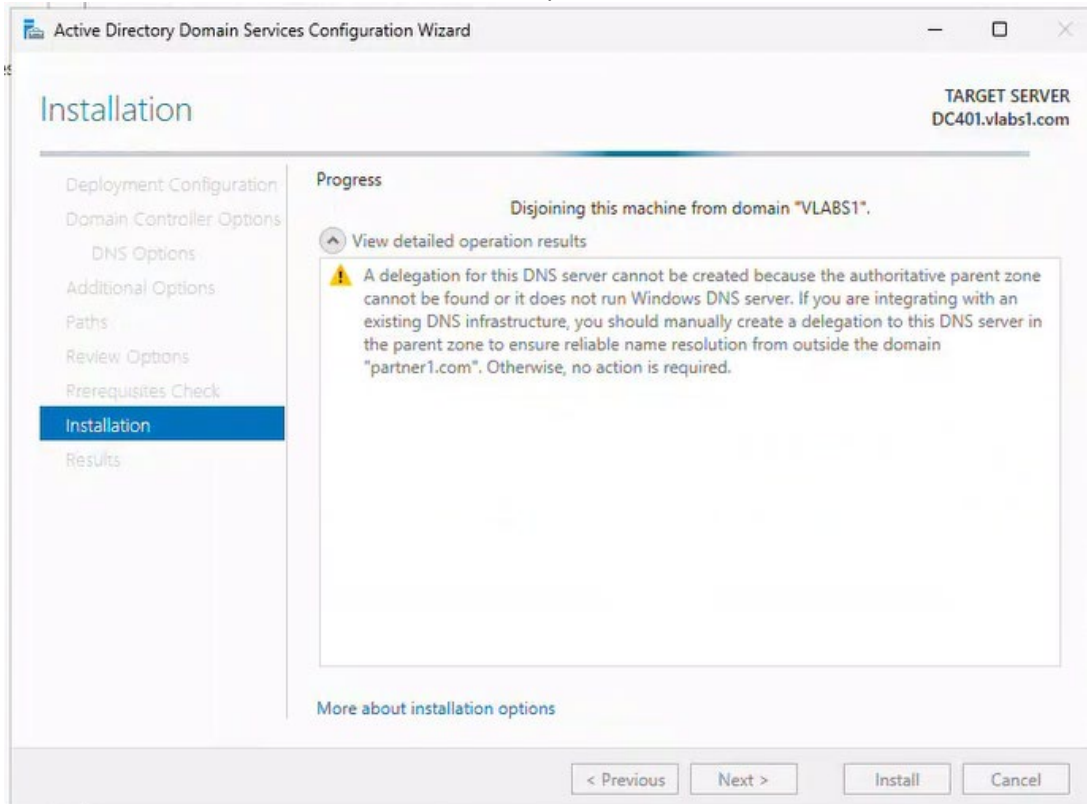 Active Directory Domain Services Configuration Wizard
Installation
TARGET SERVER
DC401.vlabs1.com
Deployment Configuration
Domain Controller Options
DNS Options
Additional Options
Paths
Review Options
Prerequisites Check
Installation
Results
Progress
Disjoining this machine from domain "VLABS1".
View detailed operation results
A delegation for this DNS server cannot be created because the authoritative parent zone
cannot be found or it does not run Windows DNS server. If you are integrating with an
existing DNS infrastructure, you should manually create a delegation to this DNS server in
the parent zone to ensure reliable name resolution from outside the domain
"partner1.com". Otherwise, no action is required.
More about installation options
< Previous
Next >
Install
Cancel